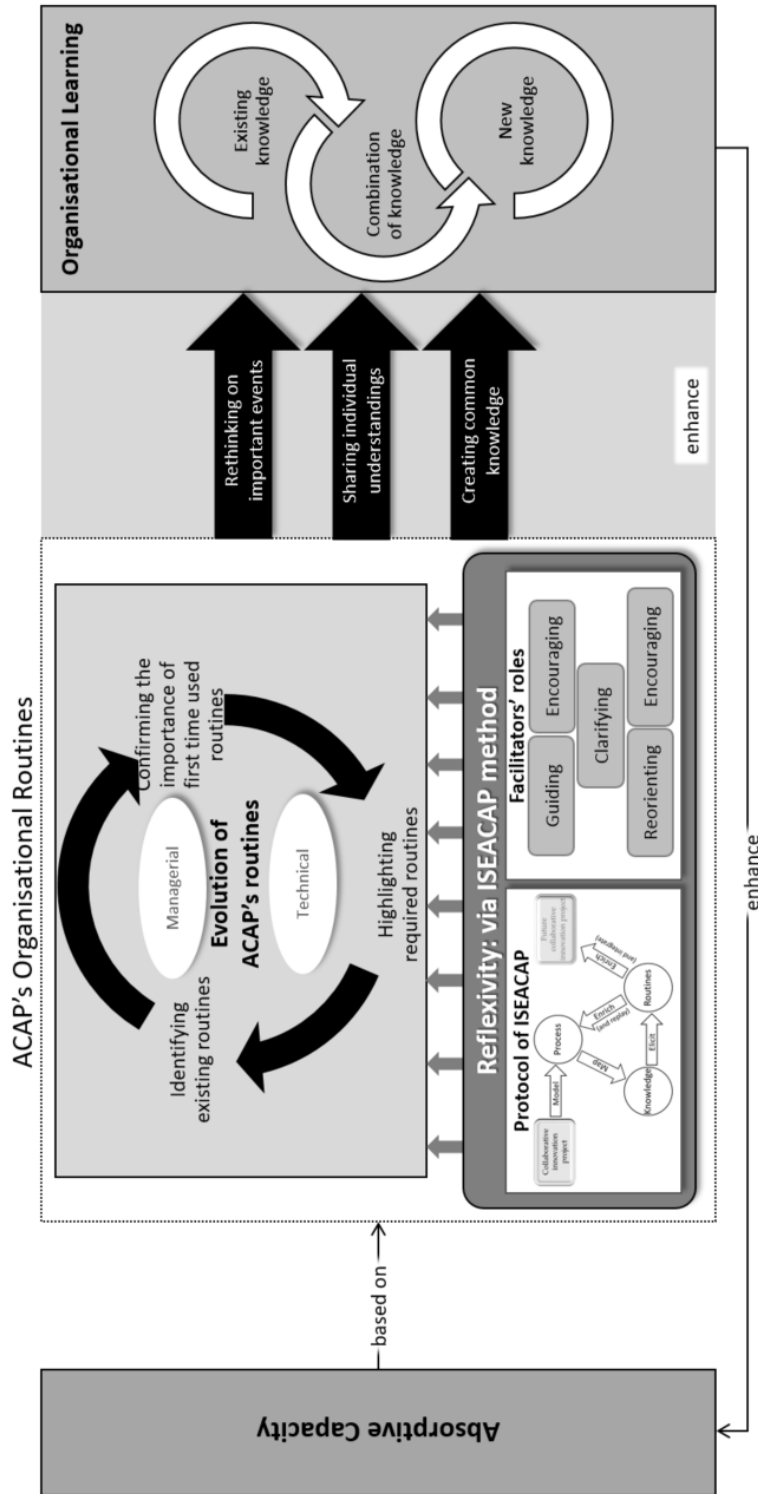 Absorptive Capacity
based on
ACAP's Organisational Routines
Identifying
existing routines
Managerial
Evolution of
ACAP's routines
Technical
Confirming the
importance of
first time used
routines
Highlighting
required routines
Reflexivity: via ISEACAP method
Protocol of ISEACAP
Collaborative
innovation
project
Model
Process
Map
Knowledge
Elicit
Routines
Enrich
(and replay)
Enrich
(and integrate)
Future
collaborative
innovation project
Facilitators' roles
Guiding
Encouraging
Clarifying
Reorienting
Encouraging
Rethinking on
important events
Sharing individual
understandings
Creating common
knowledge
enhance
Organisational Learning
Existing
knowledge
Combination
of knowledge
New
knowledge
enhance